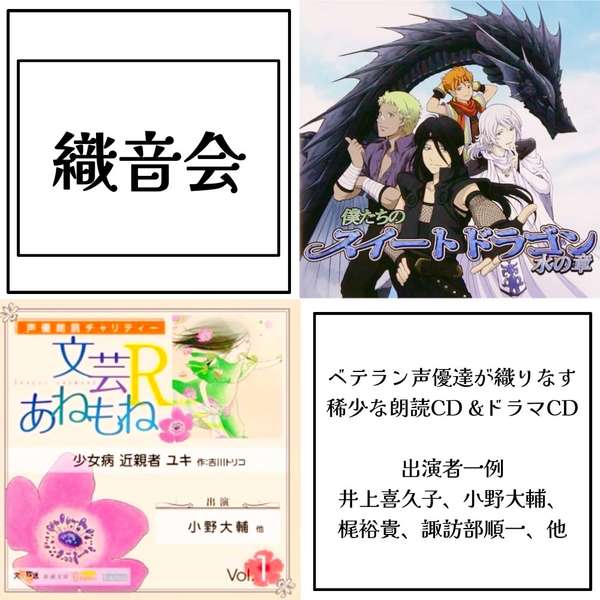 織音会
僕たちの
スイートドラゴン
水の章
声優朗読チャリティー
文芸R
あねもね
少女病 近親者 ユキ 作:吉川トリコ
出演
小野大輔 他
Vol.1
ベテラン声優達が織りなす
稀少な朗読CD &ドラマCD
出演者一例
井上喜久子、小野大輔、
梶裕貴、諏訪部順一、他